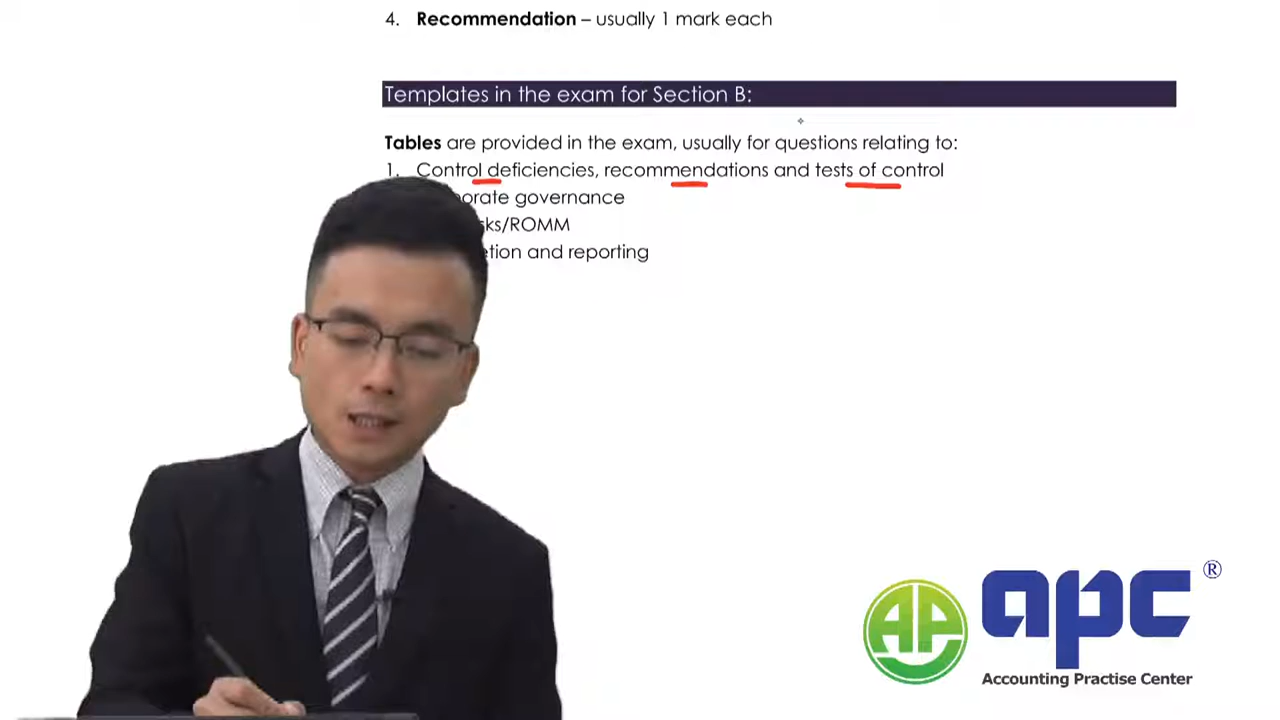 4. Recommendation – usually 1 mark each
Templates in the exam for Section B:
Tables are provided in the exam, usually for questions relating to:
1. Control deficiencies, recommendations and tests of control
porate governance
sks/ROMM
etion and reporting
AP
apc ®
Accounting Practise Center